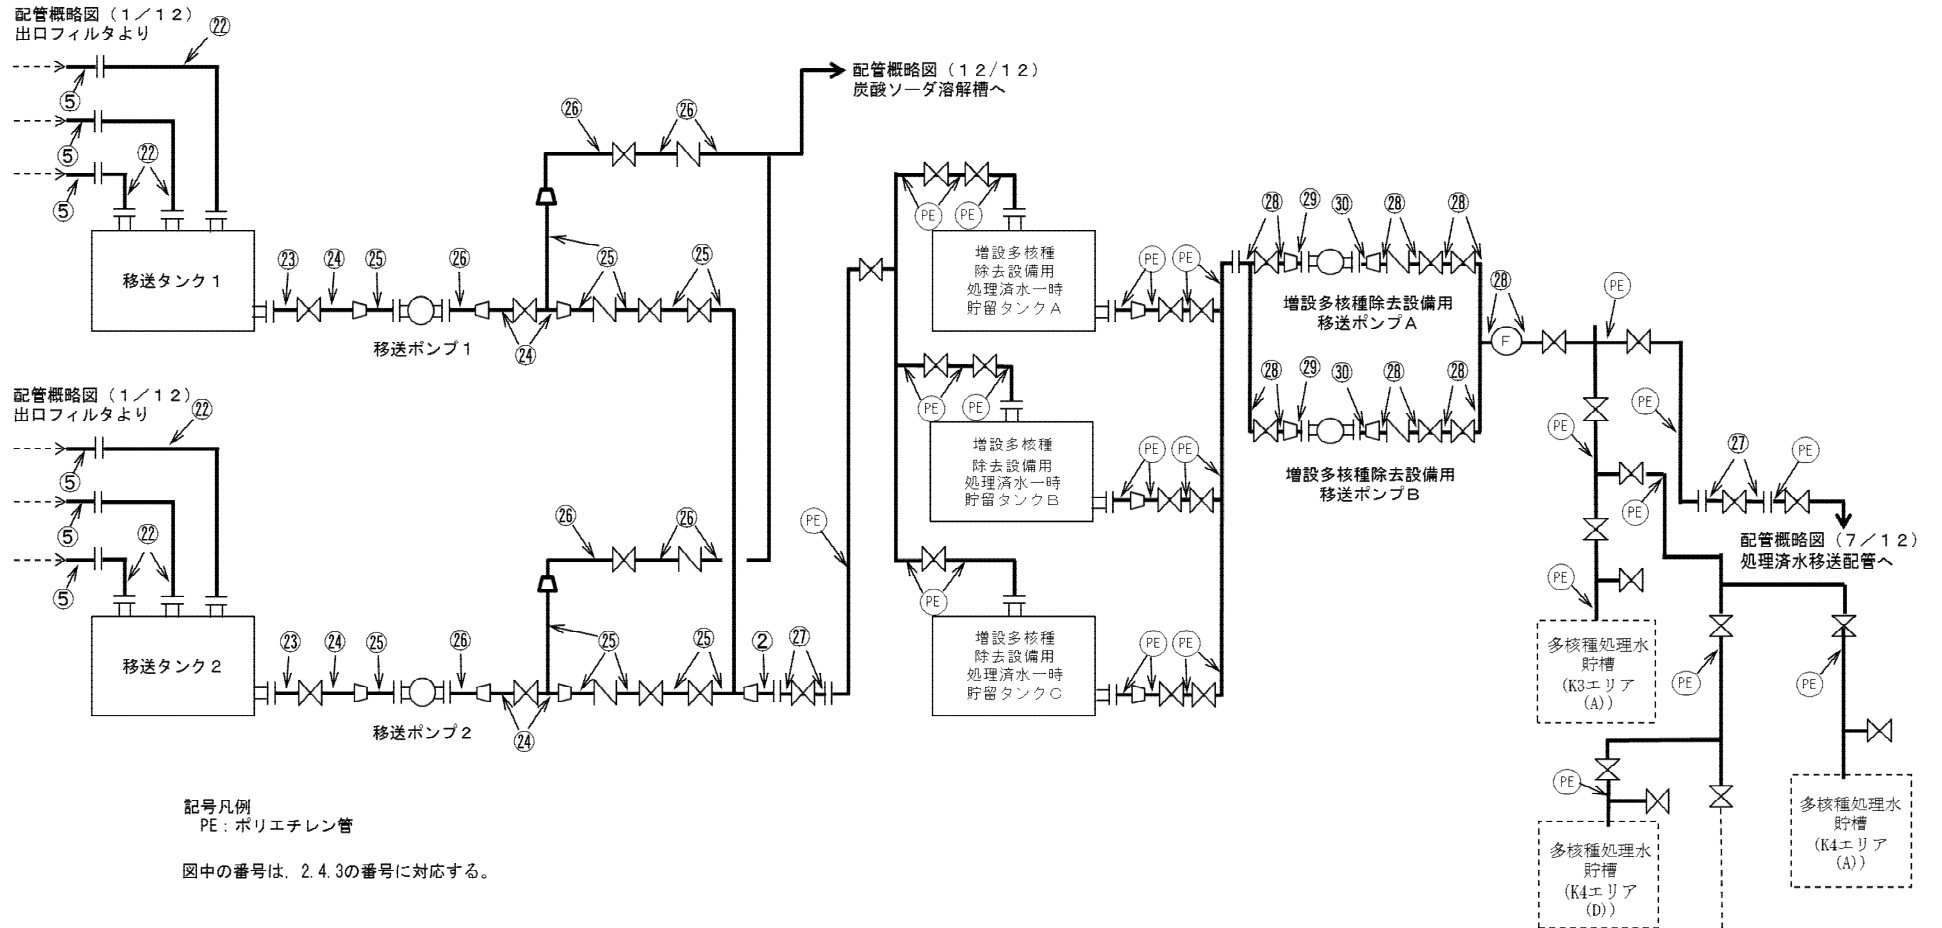 配管概略図(1/12)
出口フィルタより
㉒
⑤
⑤
㉒
⑤
移送タンク1
㉓
㉔
㉕
㉖
移送ポンプ1
㉔
㉖
㉖
㉕
㉕
配管概略図(12/12)
炭酸ソーダ溶解槽へ
配管概略図(1/12)
出口フィルタより
㉒
⑤
⑤
㉒
⑤
移送タンク2
㉓
㉔
㉕
㉖
移送ポンプ2
㉔
㉖
㉖
㉕
㉕
②
㉗
PE
PE
PE
増設多核種
除去設備用
処理済水一時
貯留タンクA
PE
PE
PE
PE
増設多核種
除去設備用
処理済水一時
貯留タンクB
PE
PE
PE
増設多核種
除去設備用
処理済水一時
貯留タンクC
PE
PE
㉘
㉙
㉚
㉘
㉘
増設多核種除去設備用
移送ポンプA
㉘
㉙
㉚
㉘
㉘
増設多核種除去設備用
移送ポンプB
㉘
F
PE
PE
PE
PE
㉗
PE
配管概略図(7/12)
処理済水移送配管へ
PE
多核種処理水
貯槽
(K3エリア
(A))
PE
PE
PE
多核種処理水
貯槽
(K4エリア
(D))
多核種処理水
貯槽
(K4エリア
(A))
記号凡例
PE:ポリエチレン管
図中の番号は,2.4.3の番号に対応する。